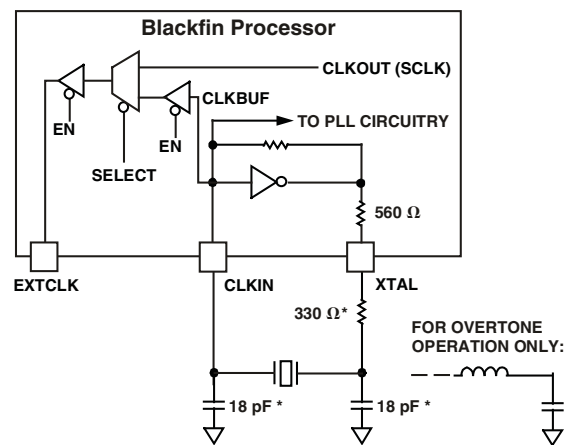 Blackfin Processor
CLKOUT (SCLK)
CLKBUF
TO PLL CIRCUITRY
EN
EN
SELECT
560 Ω
EXTCLK
CLKIN
XTAL
330 Ω*
FOR OVERTONE
OPERATION ONLY:
18 pF *
18 pF *